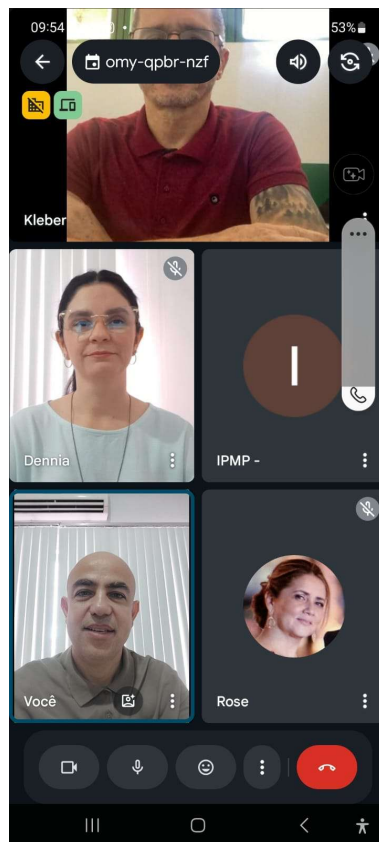 09:54
53%
omy-qpbr-nzf
Kleber
Dennia
I
IPMP -
Você
Rose